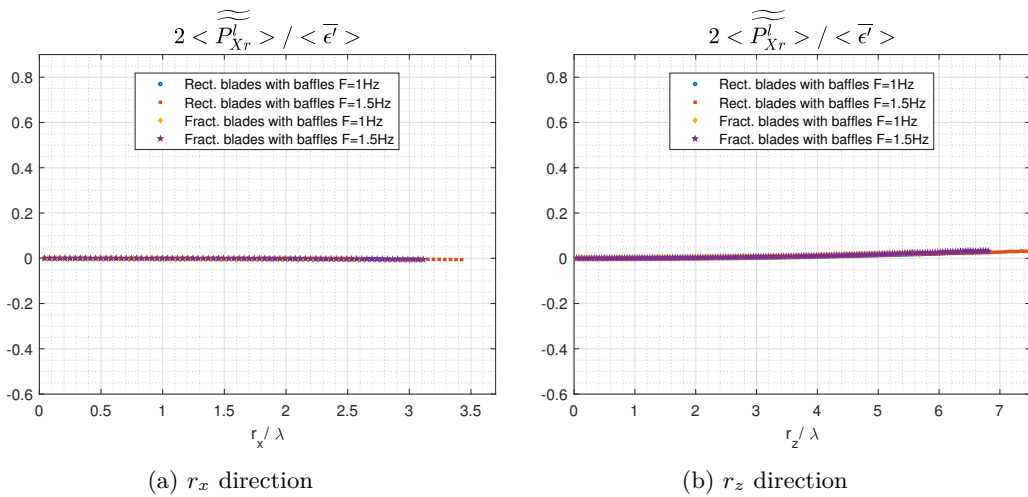 2 < P^l_{Xr} > / < ε′ > 2 < P^l_{Xr} > / < ε′ >
Rect. blades with baffles F=1Hz
Rect. blades with baffles F=1.5Hz
Fract. blades with baffles F=1Hz
Fract. blades with baffles F=1.5Hz
0.8
0.6
0.4
0.2
0
-0.2
-0.4
-0.6
0 0.5 1 1.5 2 2.5 3 3.5
r_x / λ
Rect. blades with baffles F=1Hz
Rect. blades with baffles F=1.5Hz
Fract. blades with baffles F=1Hz
Fract. blades with baffles F=1.5Hz
0.8
0.6
0.4
0.2
0
-0.2
-0.4
-0.6
0 1 2 3 4 5 6 7
r_z / λ
(a) r_x direction (b) r_z direction